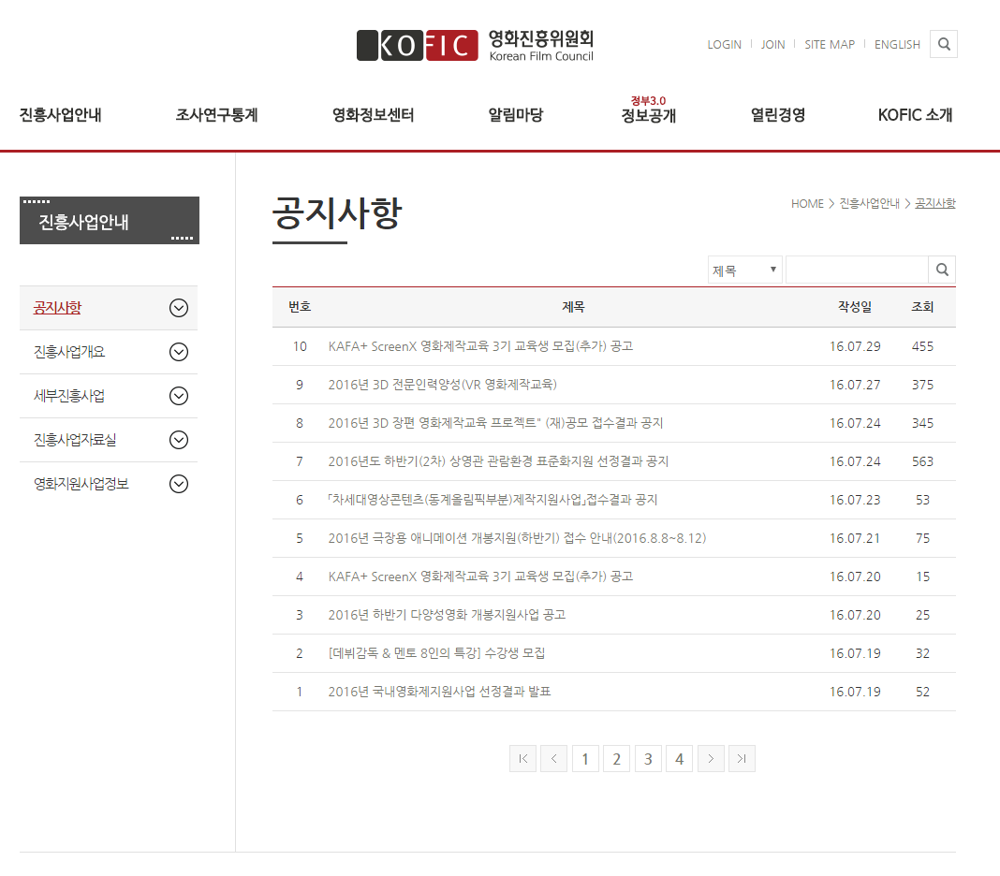 KOFIC 영화진흥위원회
Korean Film Council
LOGIN JOIN SITE MAP ENGLISH
정부3.0
진흥사업안내 조사연구통계 영화정보센터 알림마당 정보공개 열린경영 KOFIC 소개
진흥사업안내
공지사항
진흥사업개요
세부진흥사업
진흥사업자료실
영화지원사업정보
공지사항
HOME > 진흥사업안내 > 공지사항
제목
번호 제목 작성일 조회
10 KAFA+ ScreenX 영화제작교육 3기 교육생 모집(추가) 공고 16.07.29 455
9 2016년 3D 전문인력양성(VR 영화제작교육) 16.07.27 375
8 2016년 3D 장편 영화제작교육 프로젝트" (재)공모 접수결과 공지 16.07.24 345
7 2016년도 하반기(2차) 상영관 관람환경 표준화지원 선정결과 공지 16.07.24 563
6 「차세대영상콘텐츠(동계올림픽부분)제작지원사업」접수결과 공지 16.07.23 53
5 2016년 극장용 애니메이션 개봉지원(하반기) 접수 안내(2016.8.8~8.12) 16.07.21 75
4 KAFA+ ScreenX 영화제작교육 3기 교육생 모집(추가) 공고 16.07.20 15
3 2016년 하반기 다양성영화 개봉지원사업 공고 16.07.20 25
2 [데뷔감독 & 멘토 8인의 특강] 수강생 모집 16.07.19 32
1 2016년 국내영화제지원사업 선정결과 발표 16.07.19 52
1 2 3 4